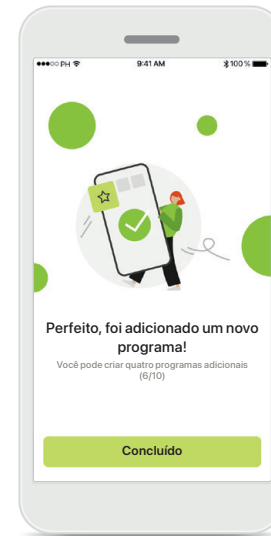 ●●●○○ PH 9:41 AM 100 %
Perfeito, foi adicionado um novo
programa!
Você pode criar quatro programas adicionais
(6/10)
Concluído